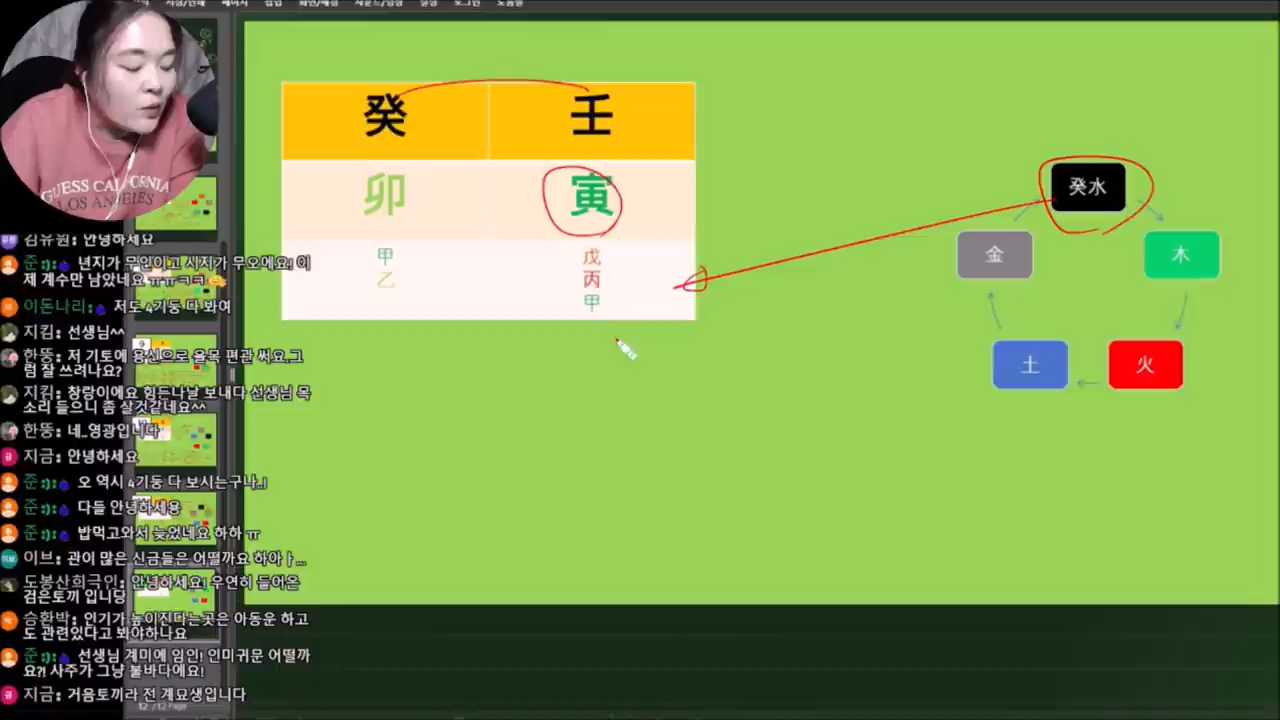 GUESS CALIFORNIA
LOS ANGELES
癸 壬
卯 寅
甲 戊
乙 丙
甲
癸水
金 木
土 火
김유원: 안녕하세요
준:): 년지가 무인이고 시지가 무오에요! 이
제 계수만 남았네요 ㅠㅠㅋㅋ
이돈나리: 저도 4기둥 다 봐여
지킴: 선생님^^
한뚱: 저 기토에 용신으로 을목 편관 써요.그
럼 잘 쓰려나요?
지킴: 창랑이에요 힘든나날 보내다 선생님 목
소리 들으니 좀 살것같네요^^
한뚱: 네..영광입니다
지금: 안녕하세요
준:): 오 역시 4기둥 다 보시는구나..!
준:): 다들 안녕하세용
준:): 밥먹고와서 늦었네요 하하 ㅠ
이브: 관이 많은 신금들은 어떨까요 하아ㅏ...
도봉산희극인: 안녕하세요! 우연히 들어온
검은토끼 입니당
승환박: 인기가 높이진다는곳은 아동운 하고
도 관련있다고 봐야하나요
준:): 선생님 계미에 임인! 인미귀문 어떨까
요?! 사주가 그냥 불바다에요!
지금: 거음토끼라 전 계묘생입니다
12 /12 Page